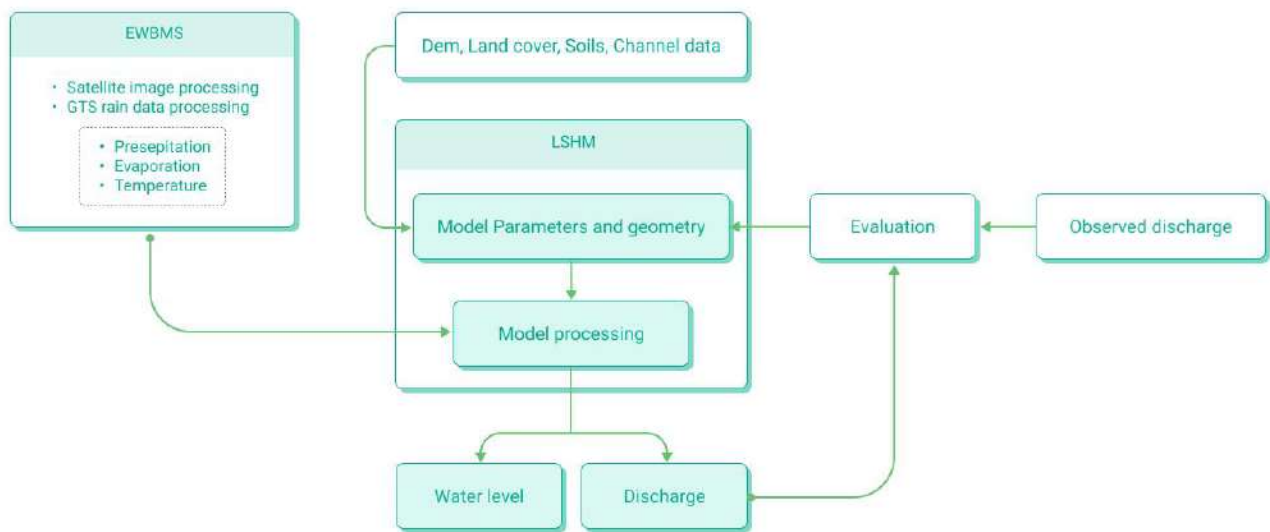 EWBMS
• Satellite image processing
• GTS rain data processing
• Presepitation
• Evaporation
• Temperature
Dem, Land cover, Soils, Channel data
LSHM
Model Parameters and geometry
Evaluation
Observed discharge
Model processing
Water level
Discharge